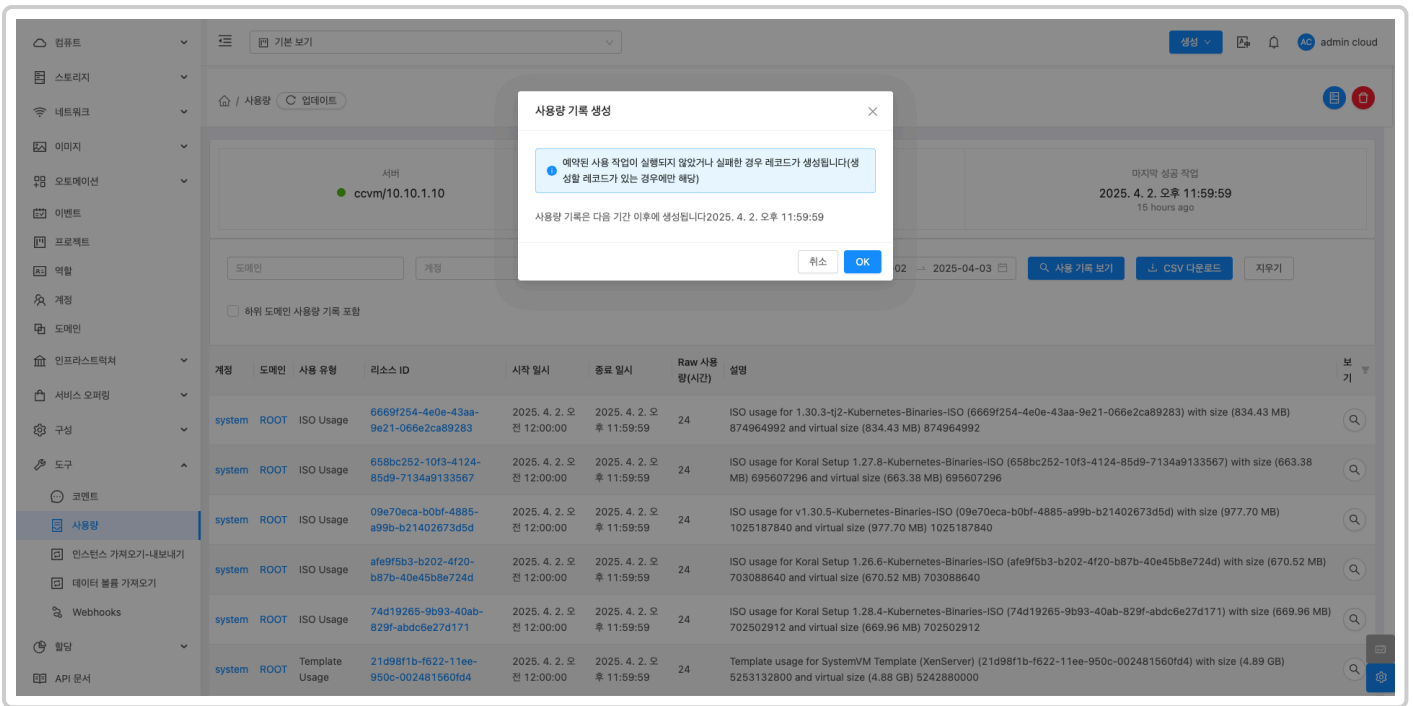 컴퓨트
스토리지
네트워크
이미지
오토메이션
이벤트
프로젝트
역할
계정
도메인
인프라스트럭쳐
서비스 오퍼링
구성
도구
코멘트
사용량
인스턴스 가져오기-내보내기
데이터 볼륨 가져오기
Webhooks
할당
API 문서
기본 보기
생성
AC admin cloud
/ 사용량 업데이트
서버
ccvm/10.10.1.10
마지막 성공 작업
2025. 4. 2. 오후 11:59:59
15 hours ago
사용량 기록 생성
예약된 사용 작업이 실행되지 않았거나 실패한 경우 레코드가 생성됩니다(생
성할 레코드가 있는 경우에만 해당)
사용량 기록은 다음 기간 이후에 생성됩니다2025. 4. 2. 오후 11:59:59
취소 OK
도메인 계정 02 → 2025-04-03 사용 기록 보기 CSV 다운로드 지우기
하위 도메인 사용량 기록 포함
계정 도메인 사용 유형 리소스 ID 시작 일시 종료 일시 Raw 사용 설명 보
량(시간) 기
system ROOT ISO Usage 6669f254-4e0e-43aa- 2025. 4. 2. 오 2025. 4. 2. 오 24 ISO usage for 1.30.3-tj2-Kubernetes-Binaries-ISO (6669f254-4e0e-43aa-9e21-066e2ca89283) with size (834.43 MB)
9e21-066e2ca89283 전 12:00:00 후 11:59:59 874964992 and virtual size (834.43 MB) 874964992
system ROOT ISO Usage 658bc252-10f3-4124- 2025. 4. 2. 오 2025. 4. 2. 오 24 ISO usage for Koral Setup 1.27.8-Kubernetes-Binaries-ISO (658bc252-10f3-4124-85d9-7134a9133567) with size (663.38
85d9-7134a9133567 전 12:00:00 후 11:59:59 MB) 695607296 and virtual size (663.38 MB) 695607296
system ROOT ISO Usage 09e70eca-b0bf-4885- 2025. 4. 2. 오 2025. 4. 2. 오 24 ISO usage for v1.30.5-Kubernetes-Binaries-ISO (09e70eca-b0bf-4885-a99b-b21402673d5d) with size (977.70 MB)
a99b-b21402673d5d 전 12:00:00 후 11:59:59 1025187840 and virtual size (977.70 MB) 1025187840
system ROOT ISO Usage afe9f5b3-b202-4f20- 2025. 4. 2. 오 2025. 4. 2. 오 24 ISO usage for Koral Setup 1.26.6-Kubernetes-Binaries-ISO (afe9f5b3-b202-4f20-b87b-40e45b8e724d) with size (670.52 MB)
b87b-40e45b8e724d 전 12:00:00 후 11:59:59 703088640 and virtual size (670.52 MB) 703088640
system ROOT ISO Usage 74d19265-9b93-40ab- 2025. 4. 2. 오 2025. 4. 2. 오 24 ISO usage for Koral Setup 1.28.4-Kubernetes-Binaries-ISO (74d19265-9b93-40ab-829f-abdc6e27d171) with size (669.96 MB)
829f-abdc6e27d171 전 12:00:00 후 11:59:59 702502912 and virtual size (669.96 MB) 702502912
system ROOT Template 21d98f1b-f622-11ee- 2025. 4. 2. 오 2025. 4. 2. 오 24 Template usage for SystemVM Template (XenServer) (21d98f1b-f622-11ee-950c-002481560fd4) with size (4.89 GB)
Usage 950c-002481560fd4 전 12:00:00 후 11:59:59 5253132800 and virtual size (4.88 GB) 5242880000